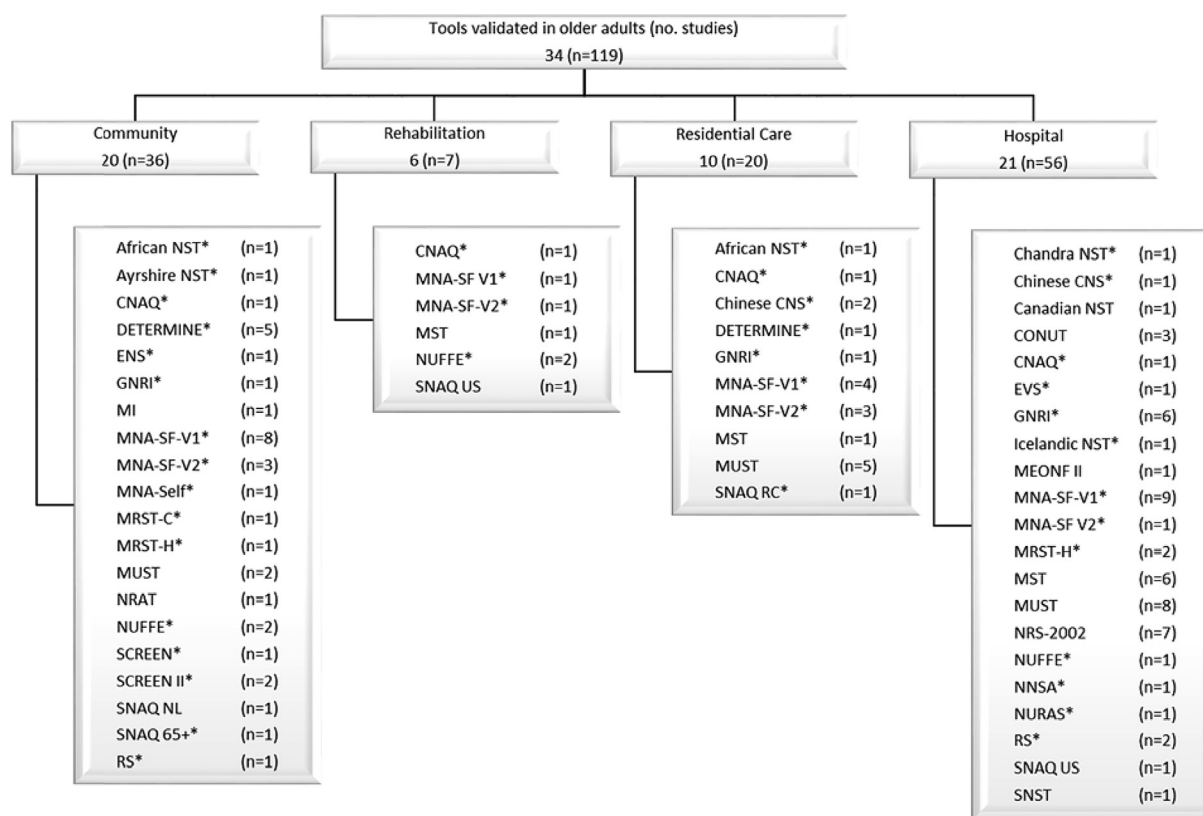 Tools validated in older adults (no. studies)
34 (n=119)
Community
20 (n=36)
Rehabilitation
6 (n=7)
Residential Care
10 (n=20)
Hospital
21 (n=56)
African NST* (n=1)
Ayrshire NST* (n=1)
CNAQ* (n=1)
DETERMINE* (n=5)
ENS* (n=1)
GNRI* (n=1)
MI (n=1)
MNA-SF-V1* (n=8)
MNA-SF-V2* (n=3)
MNA-Self* (n=1)
MRST-C* (n=1)
MRST-H* (n=1)
MUST (n=2)
NRAT (n=1)
NUFFE* (n=2)
SCREEN* (n=1)
SCREEN II* (n=2)
SNAQ NL (n=1)
SNAQ 65+* (n=1)
RS* (n=1)
CNAQ* (n=1)
MNA-SF V1* (n=1)
MNA-SF-V2* (n=1)
MST (n=1)
NUFFE* (n=2)
SNAQ US (n=1)
African NST* (n=1)
CNAQ* (n=1)
Chinese CNS* (n=2)
DETERMINE* (n=1)
GNRI* (n=1)
MNA-SF-V1* (n=4)
MNA-SF-V2* (n=3)
MST (n=1)
MUST (n=5)
SNAQ RC* (n=1)
Chandra NST* (n=1)
Chinese CNS* (n=1)
Canadian NST (n=1)
CONUT (n=3)
CNAQ* (n=1)
EVS* (n=1)
GNRI* (n=6)
Icelandic NST* (n=1)
MEONF II (n=1)
MNA-SF-V1* (n=9)
MNA-SF V2* (n=1)
MRST-H* (n=2)
MST (n=6)
MUST (n=8)
NRS-2002 (n=7)
NUFFE* (n=1)
NNSA* (n=1)
NURAS* (n=1)
RS* (n=2)
SNAQ US (n=1)
SNST (n=1)